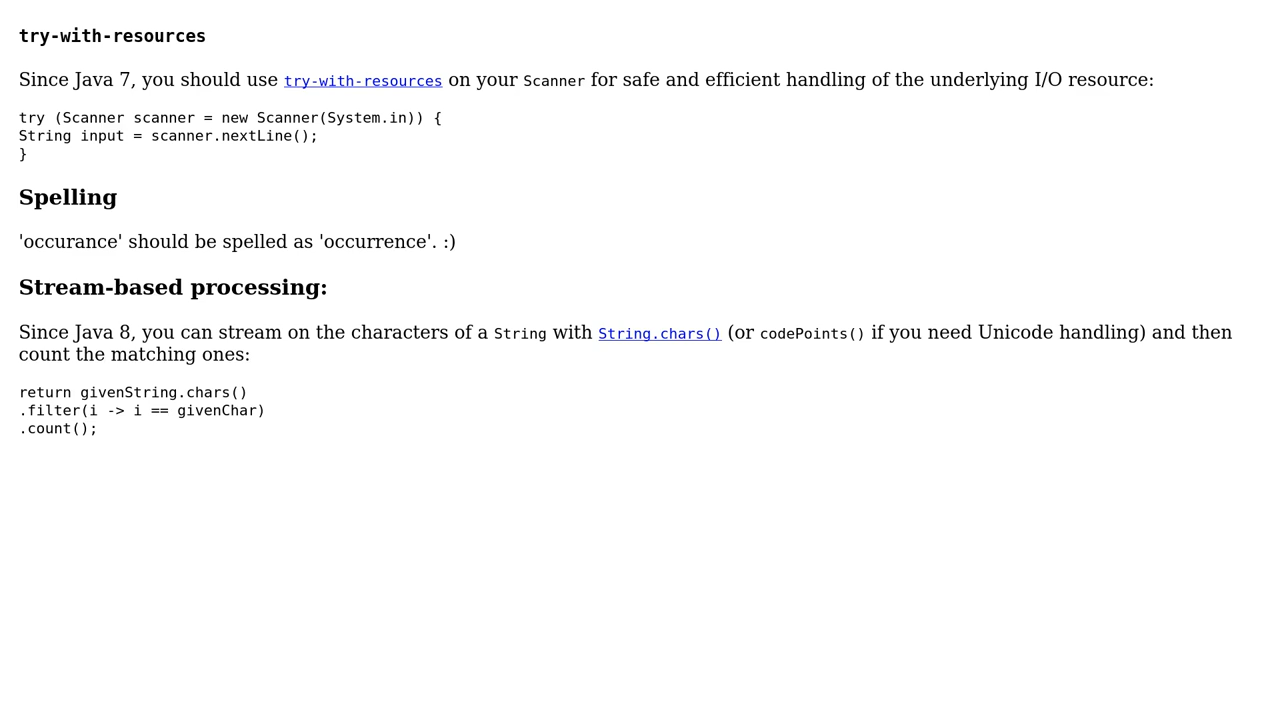 try-with-resources
Since Java 7, you should use try-with-resources on your Scanner for safe and efficient handling of the underlying I/O resource:
try (Scanner scanner = new Scanner(System.in)) {
String input = scanner.nextLine();
}
Spelling
'occurance' should be spelled as 'occurrence'. :)
Stream-based processing:
Since Java 8, you can stream on the characters of a String with String.chars() (or codePoints() if you need Unicode handling) and then
count the matching ones:
return givenString.chars()
.filter(i -> i == givenChar)
.count();